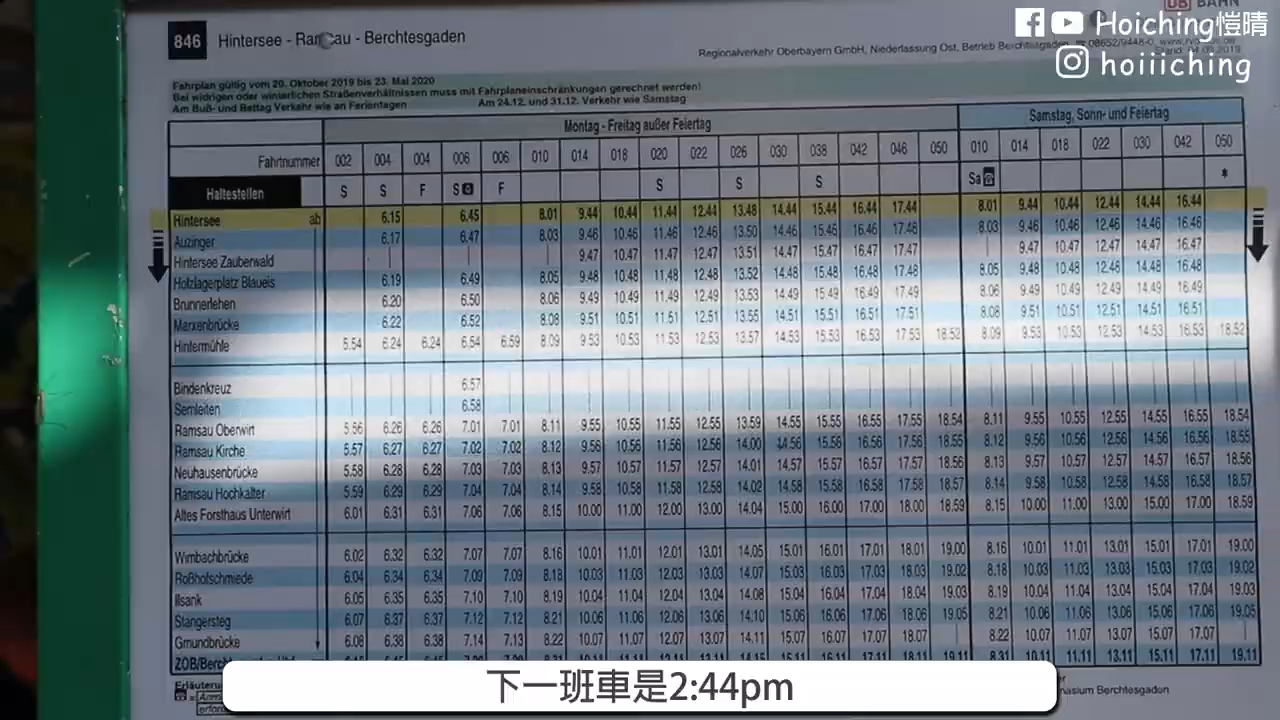 846 Hintersee - Ramsau - Berchtesgaden
DB BAHN
Hoiching愷晴
hoiiiching
Regionalverkehr Oberbayern GmbH, Niederlassung Ost, Betrieb Berchtesgaden, ☎08652/9448-0,
Fahrplan gültig vom 20. Oktober 2019 bis 23. Mai 2020
Bei widrigen oder winterlichen Straßenverhältnissen muss mit Fahrplaneinschränkungen gerechnet werden!
Am Buß- und Bettag Verkehr wie an Ferientagen Am 24.12. und 31.12. Verkehr wie Samstag
Montag - Freitag außer Feiertag Samstag, Sonn- und Feiertag
Fahrtnummer 002 004 004 006 006 010 014 018 020 022 026 030 038 042 046 050 010 014 018 022 030 042 050
Haltestellen S S F S F S S S Sa *
Hintersee ab 6.15 6.45 8.01 9.44 10.44 11.44 12.44 13.48 14.44 15.44 16.44 17.44 8.01 9.44 10.44 12.44 14.44 16.44
Auzinger 6.17 6.47 8.03 9.46 10.46 11.46 12.46 13.50 14.46 15.46 16.46 17.46 8.03 9.46 10.46 12.46 14.46 16.46
Hintersee Zauberwald 9.47 10.47 11.47 12.47 13.51 14.47 15.47 16.47 17.47 9.47 10.47 12.47 14.47 16.47
Holzlagerplatz Blaueis 6.19 6.49 8.05 9.48 10.48 11.48 12.48 13.52 14.48 15.48 16.48 17.48 8.05 9.48 10.48 12.48 14.48 16.48
Brunnerlehen 6.20 6.50 8.06 9.49 10.49 11.49 12.49 13.53 14.49 15.49 16.49 17.49 8.06 9.49 10.49 12.49 14.49 16.49
Marxenbrücke 6.22 6.52 8.08 9.51 10.51 11.51 12.51 13.55 14.51 15.51 16.51 17.51 8.08 9.51 10.51 12.51 14.51 16.51
Hintermühle 5.54 6.24 6.24 6.54 6.59 8.09 9.53 10.53 11.53 12.53 13.57 14.53 15.53 16.53 17.53 18.52 8.09 9.53 10.53 12.53 14.53 16.53 18.52
Bindenkreuz 6.57
Semleiten 6.58
Ramsau Oberwirt 5.56 6.26 6.26 7.01 7.01 8.11 9.55 10.55 11.55 12.55 13.59 14.55 15.55 16.55 17.55 18.54 8.11 9.55 10.55 12.55 14.55 16.55 18.54
Ramsau Kirche 5.57 6.27 6.27 7.02 7.02 8.12 9.56 10.56 11.56 12.56 14.00 14.56 15.56 16.56 17.56 18.55 8.12 9.56 10.56 12.56 14.56 16.56 18.55
Neuhausenbrücke 5.58 6.28 6.28 7.03 7.03 8.13 9.57 10.57 11.57 12.57 14.01 14.57 15.57 16.57 17.57 18.56 8.13 9.57 10.57 12.57 14.57 16.57 18.56
Ramsau Hochkalter 5.59 6.29 6.29 7.04 7.04 8.14 9.58 10.58 11.58 12.58 14.02 14.58 15.58 16.58 17.58 18.57 8.14 9.58 10.58 12.58 14.58 16.58 18.57
Altes Forsthaus Unterwirt 6.01 6.31 6.31 7.06 7.06 8.15 10.00 11.00 12.00 13.00 14.04 15.00 16.00 17.00 18.00 18.59 8.15 10.00 11.00 13.00 15.00 17.00 18.59
Wimbachbrücke 6.02 6.32 6.32 7.07 7.07 8.16 10.01 11.01 12.01 13.01 14.05 15.01 16.01 17.01 18.01 19.00 8.16 10.01 11.01 13.01 15.01 17.01 19.00
Roßhofschmiede 6.04 6.34 6.34 7.09 7.09 8.18 10.03 11.03 12.03 13.03 14.07 15.03 16.03 17.03 18.03 19.02 8.18 10.03 11.03 13.03 15.03 17.03 19.02
Ilsank 6.05 6.35 6.35 7.10 7.10 8.19 10.04 11.04 12.04 13.04 14.08 15.04 16.04 17.04 18.04 19.03 8.19 10.04 11.04 13.04 15.04 17.04 19.03
Stangersteg 6.07 6.37 6.37 7.12 7.12 8.21 10.06 11.06 12.06 13.06 14.10 15.06 16.06 17.06 18.06 19.05 8.21 10.06 11.06 13.06 15.06 17.06 19.05
Gmundbrücke 6.08 6.38 6.38 7.14 7.13 8.22 10.07 11.07 12.07 13.07 14.11 15.07 16.07 17.07 18.07 8.22 10.07 11.07 13.07 15.07 17.07
下一班車是2:44pm
Berchtesgaden